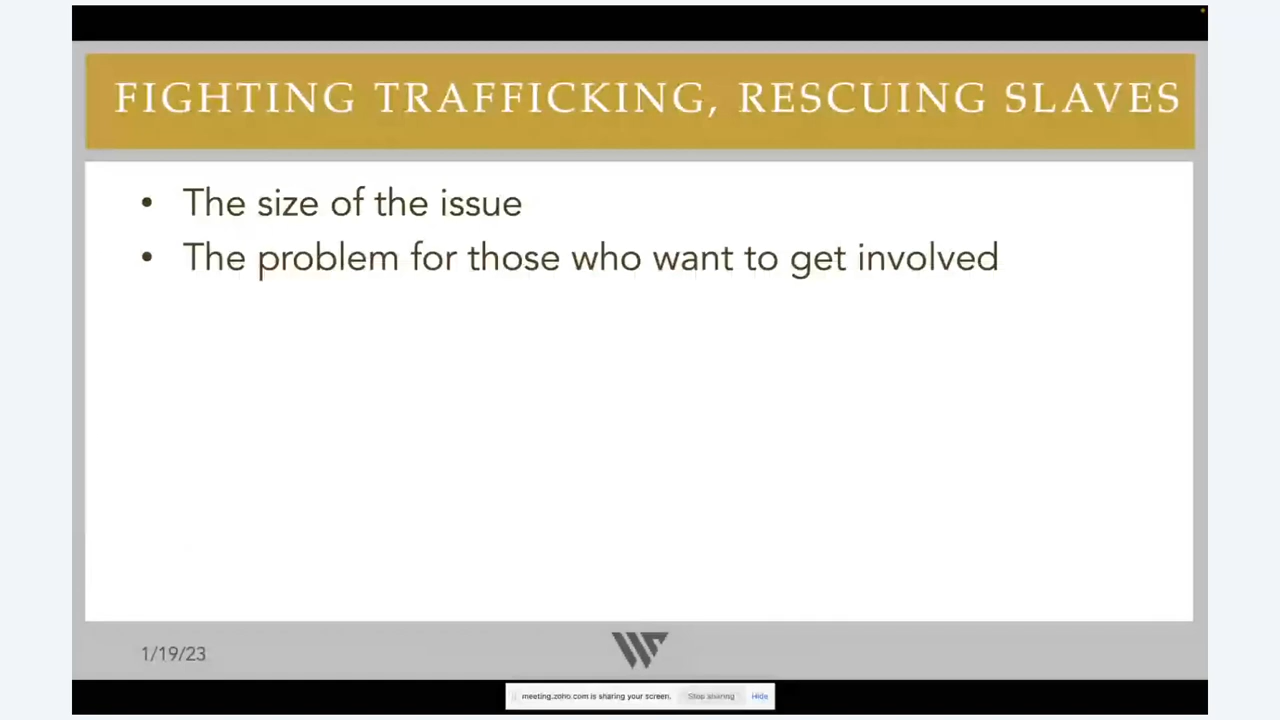 FIGHTING TRAFFICKING, RESCUING SLAVES
• The size of the issue
• The problem for those who want to get involved
1/19/23
meeting.zoho.com is sharing your screen. Stop sharing Hide